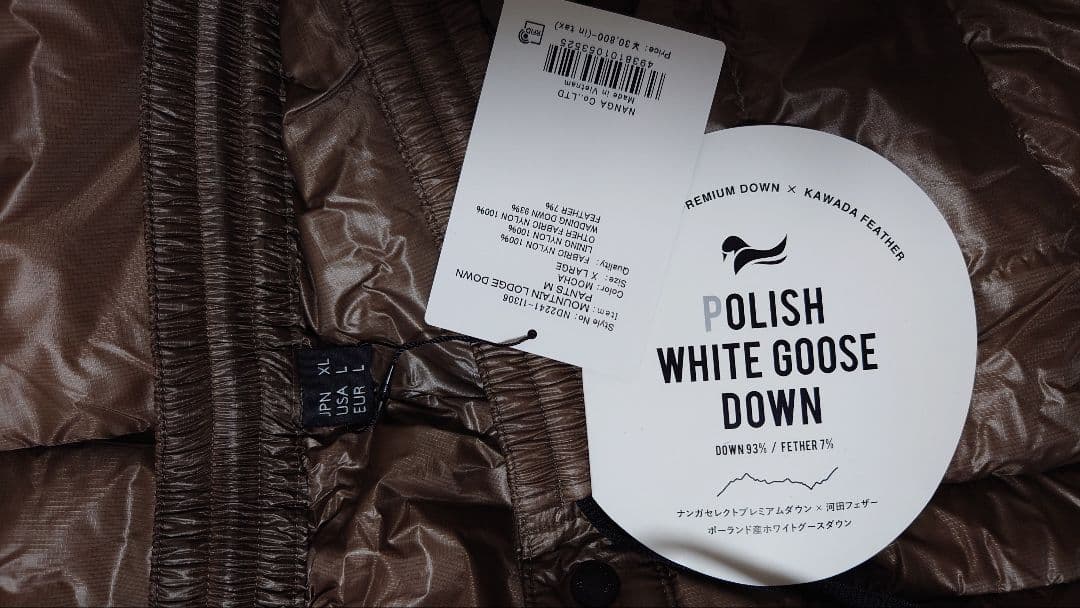 Style No: ND2241-1I308
Item: MOUNTAIN LODGE DOWN
PANTS M
Color: MOCHA
Size: X LARGE
Quality: FABRIC NYLON 100%
LINING NYLON 100%
OTHER FABRIC NYLON 100%
WADDING DOWN 93%
FEATHER 7%
NANGA Co.,LTD
Made in Vietnam
4938101053525
Price: ¥ 30,800-(in tax)
RFID
JPN XL
USA L
EUR L
REMIUM DOWN × KAWADA FEATHER
POLISH
WHITE GOOSE
DOWN
DOWN 93% / FETHER 7%
ナンガセレクトプレミアムダウン × 河田フェザー
ポーランド産ホワイトグースダウン